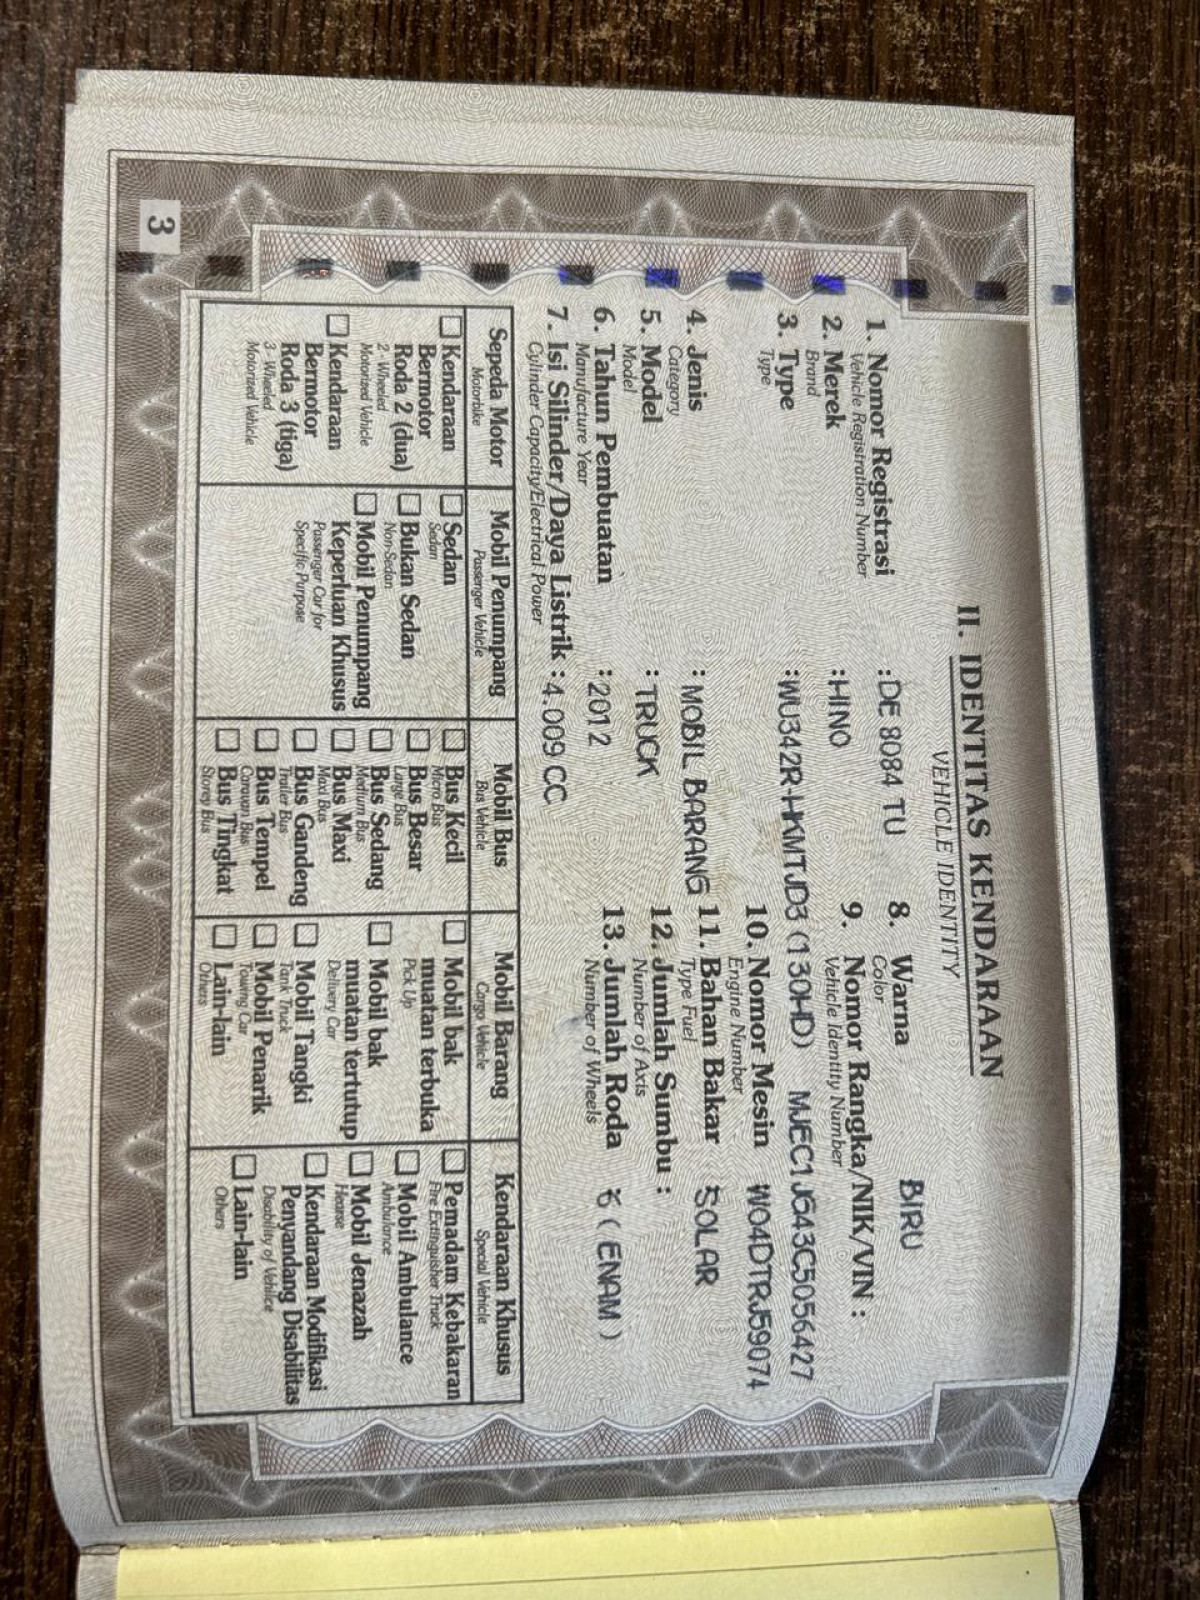 II. IDENTITAS KENDARAAN
VEHICLE IDENTITY
1. Nomor Registrasi : DE 8084 TU
Vehicle Registration Number
2. Merek : HINO
Brand
3. Type : WU342R-HKMTJD3 (130HD)
Type
4. Jenis : MOBIL BARANG
Category
5. Model : TRUCK
Model
6. Tahun Pembuatan : 2012
Manufacture Year
7. Isi Silinder/Daya Listrik : 4.009 CC
Cylinder Capacity/Electrical Power
8. Warna BIRU
Color
9. Nomor Rangka/NIK/VIN :
Vehicle Identity Number
MJEC1JG43C5056427
10. Nomor Mesin W04DTRJ59074
Engine Number
11. Bahan Bakar SOLAR
Type Fuel
12. Jumlah Sumbu :
Number of Axis
13. Jumlah Roda 6 ( ENAM )
Number of Wheels
Sepeda Motor
Motorbike
Kendaraan
Bermotor
Roda 2 (dua)
2 - Wheeled
Motorized Vehicle
Kendaraan
Bermotor
Roda 3 (tiga)
3 - Wheeled
Motorized Vehicle
Mobil Penumpang
Passenger Vehicle
Sedan
Sedan
Bukan Sedan
Non-Sedan
Mobil Penumpang
Keperluan Khusus
Passenger Car for
Specific Purpose
Mobil Bus
Bus Vehicle
Bus Kecil
Micro Bus
Bus Besar
Large Bus
Bus Sedang
Medium Bus
Bus Maxi
Maxi Bus
Bus Gandeng
Trailer Bus
Bus Tempel
Caravan Bus
Bus Tingkat
Storey Bus
Mobil Barang
Cargo Vehicle
Mobil bak
muatan terbuka
Pick Up
Mobil bak
muatan tertutup
Delivery Car
Mobil Tangki
Tank Truck
Mobil Penarik
Towing Car
Lain-lain
Others
Kendaraan Khusus
Special Vehicle
Pemadam Kebakaran
Fire Extinguisher Truck
Mobil Ambulance
Ambulance
Mobil Jenazah
Hearse
Kendaraan Modifikasi
Penyandang Disabilitas
Disability of Vehilce
Lain-lain
Others
3